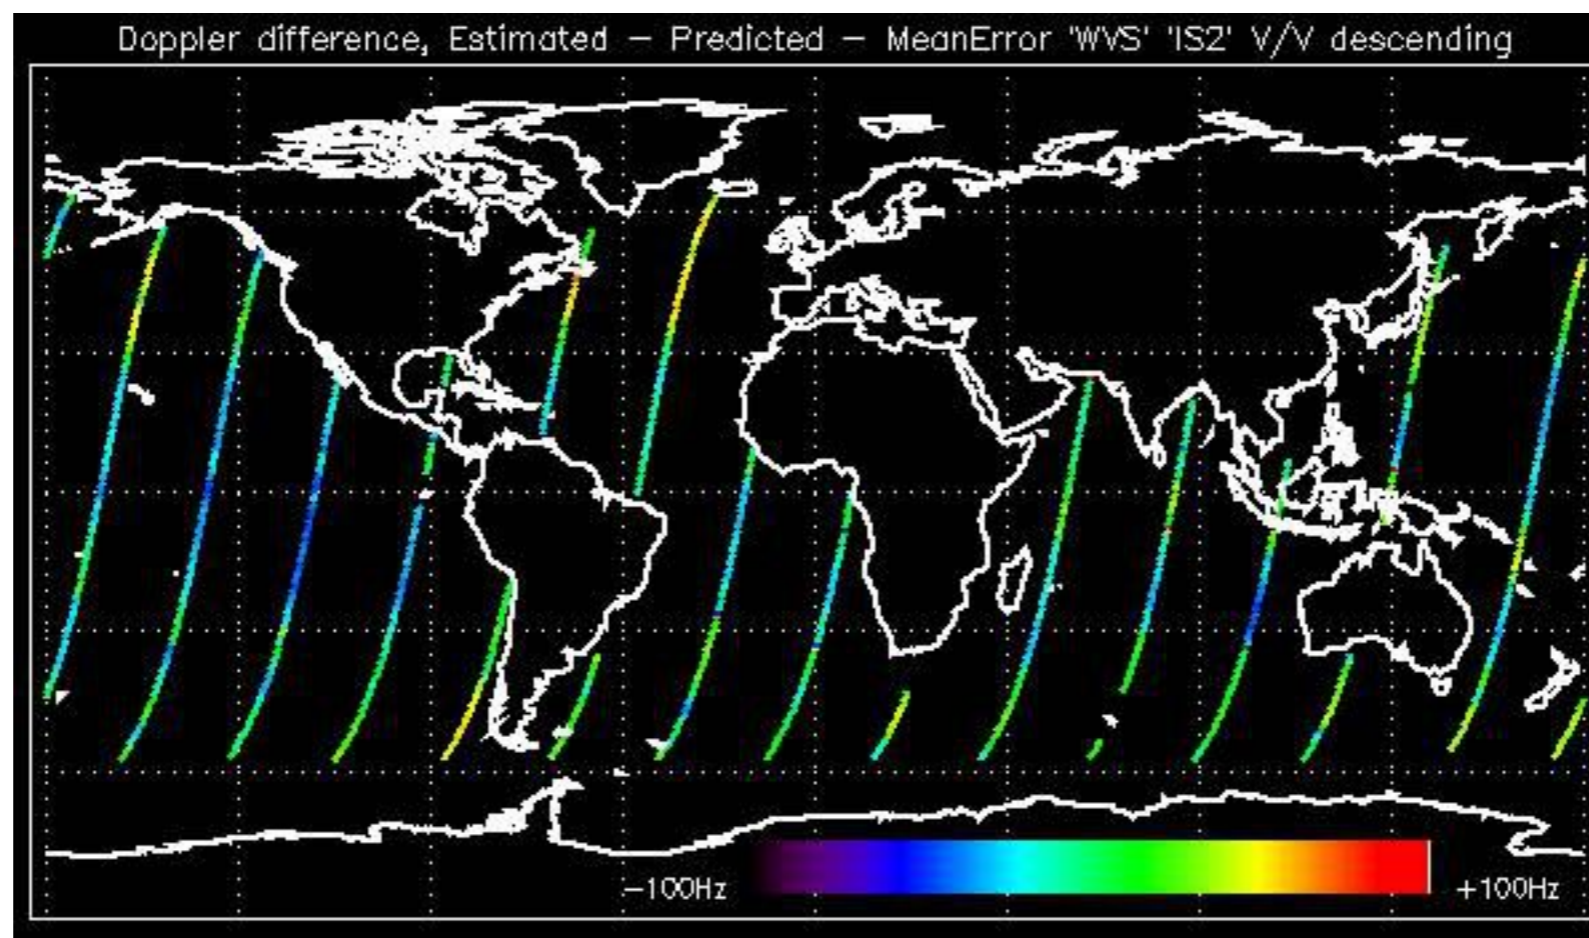 Doppler difference, Estimated – Predicted – MeanError 'WVS' 'IS2' V/V descending
-100Hz
+100Hz